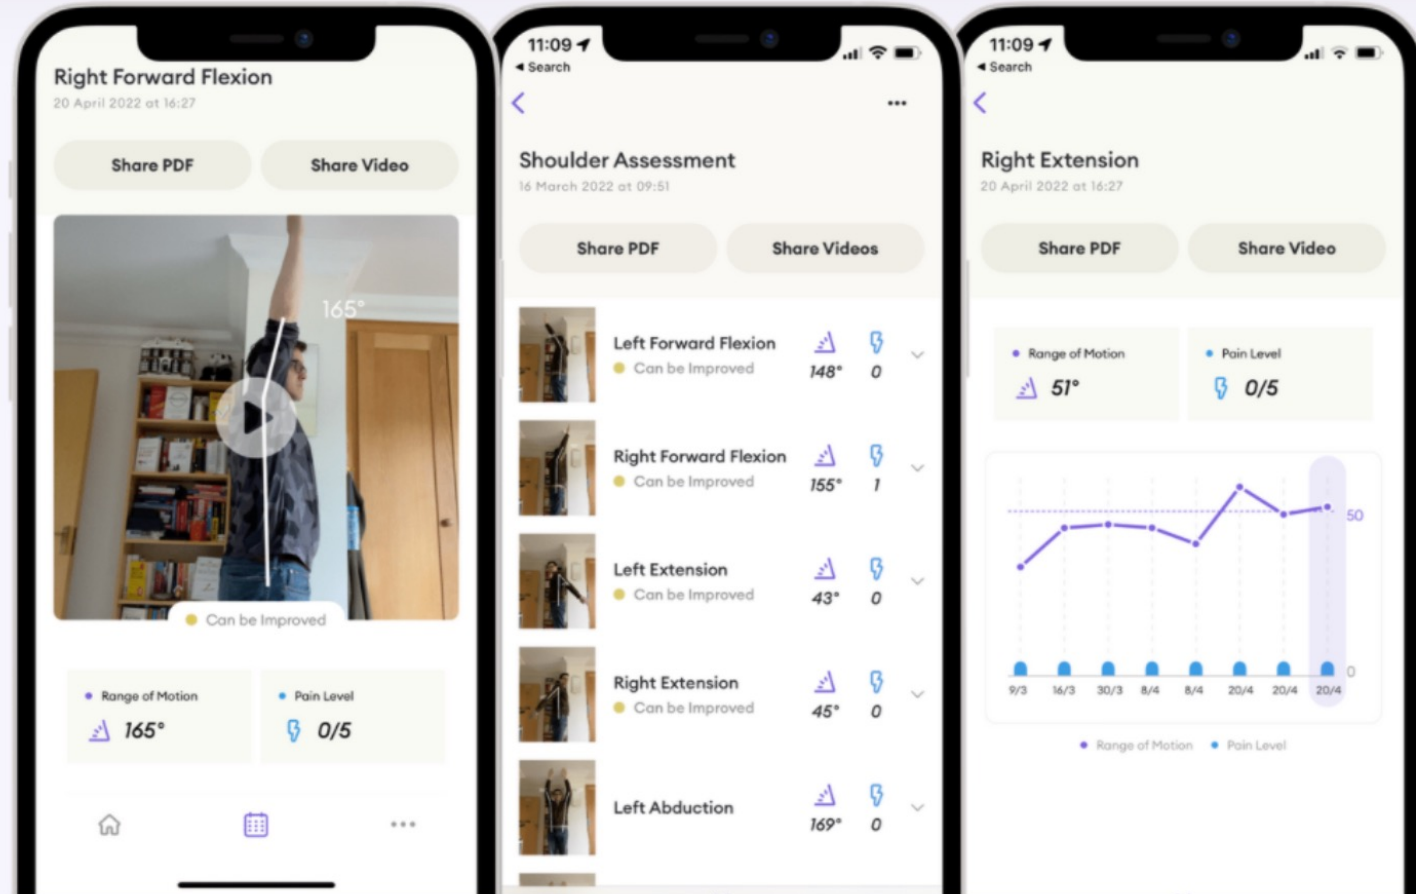 Right Forward Flexion
20 April 2022 at 16:27
Share PDF
Share Video
165°
Can be Improved
Range of Motion
165°
Pain Level
0/5
11:09
Search
Shoulder Assessment
16 March 2022 at 09:51
Share PDF
Share Videos
Left Forward Flexion
Can be Improved
148°
0
Right Forward Flexion
Can be Improved
155°
1
Left Extension
Can be Improved
43°
0
Right Extension
Can be Improved
45°
0
Left Abduction
169°
0
11:09
Search
Right Extension
20 April 2022 at 16:27
Share PDF
Share Video
Range of Motion
51°
Pain Level
0/5
50
0
9/3 16/3 30/3 8/4 8/4 20/4 20/4 20/4
Range of Motion
Pain Level